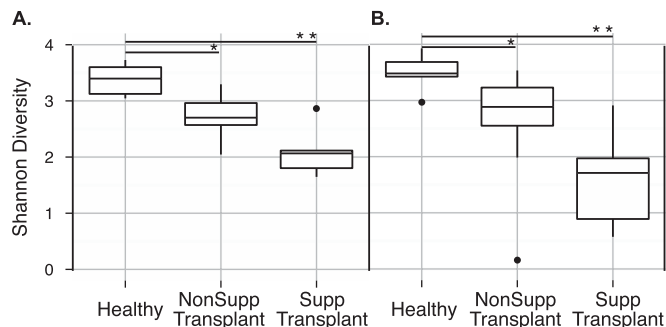 A.
B.
Shannon Diversity
4
3
2
1
0
*
* *
*
* *
Healthy
NonSupp
Transplant
Supp
Transplant
Healthy
NonSupp
Transplant
Supp
Transplant